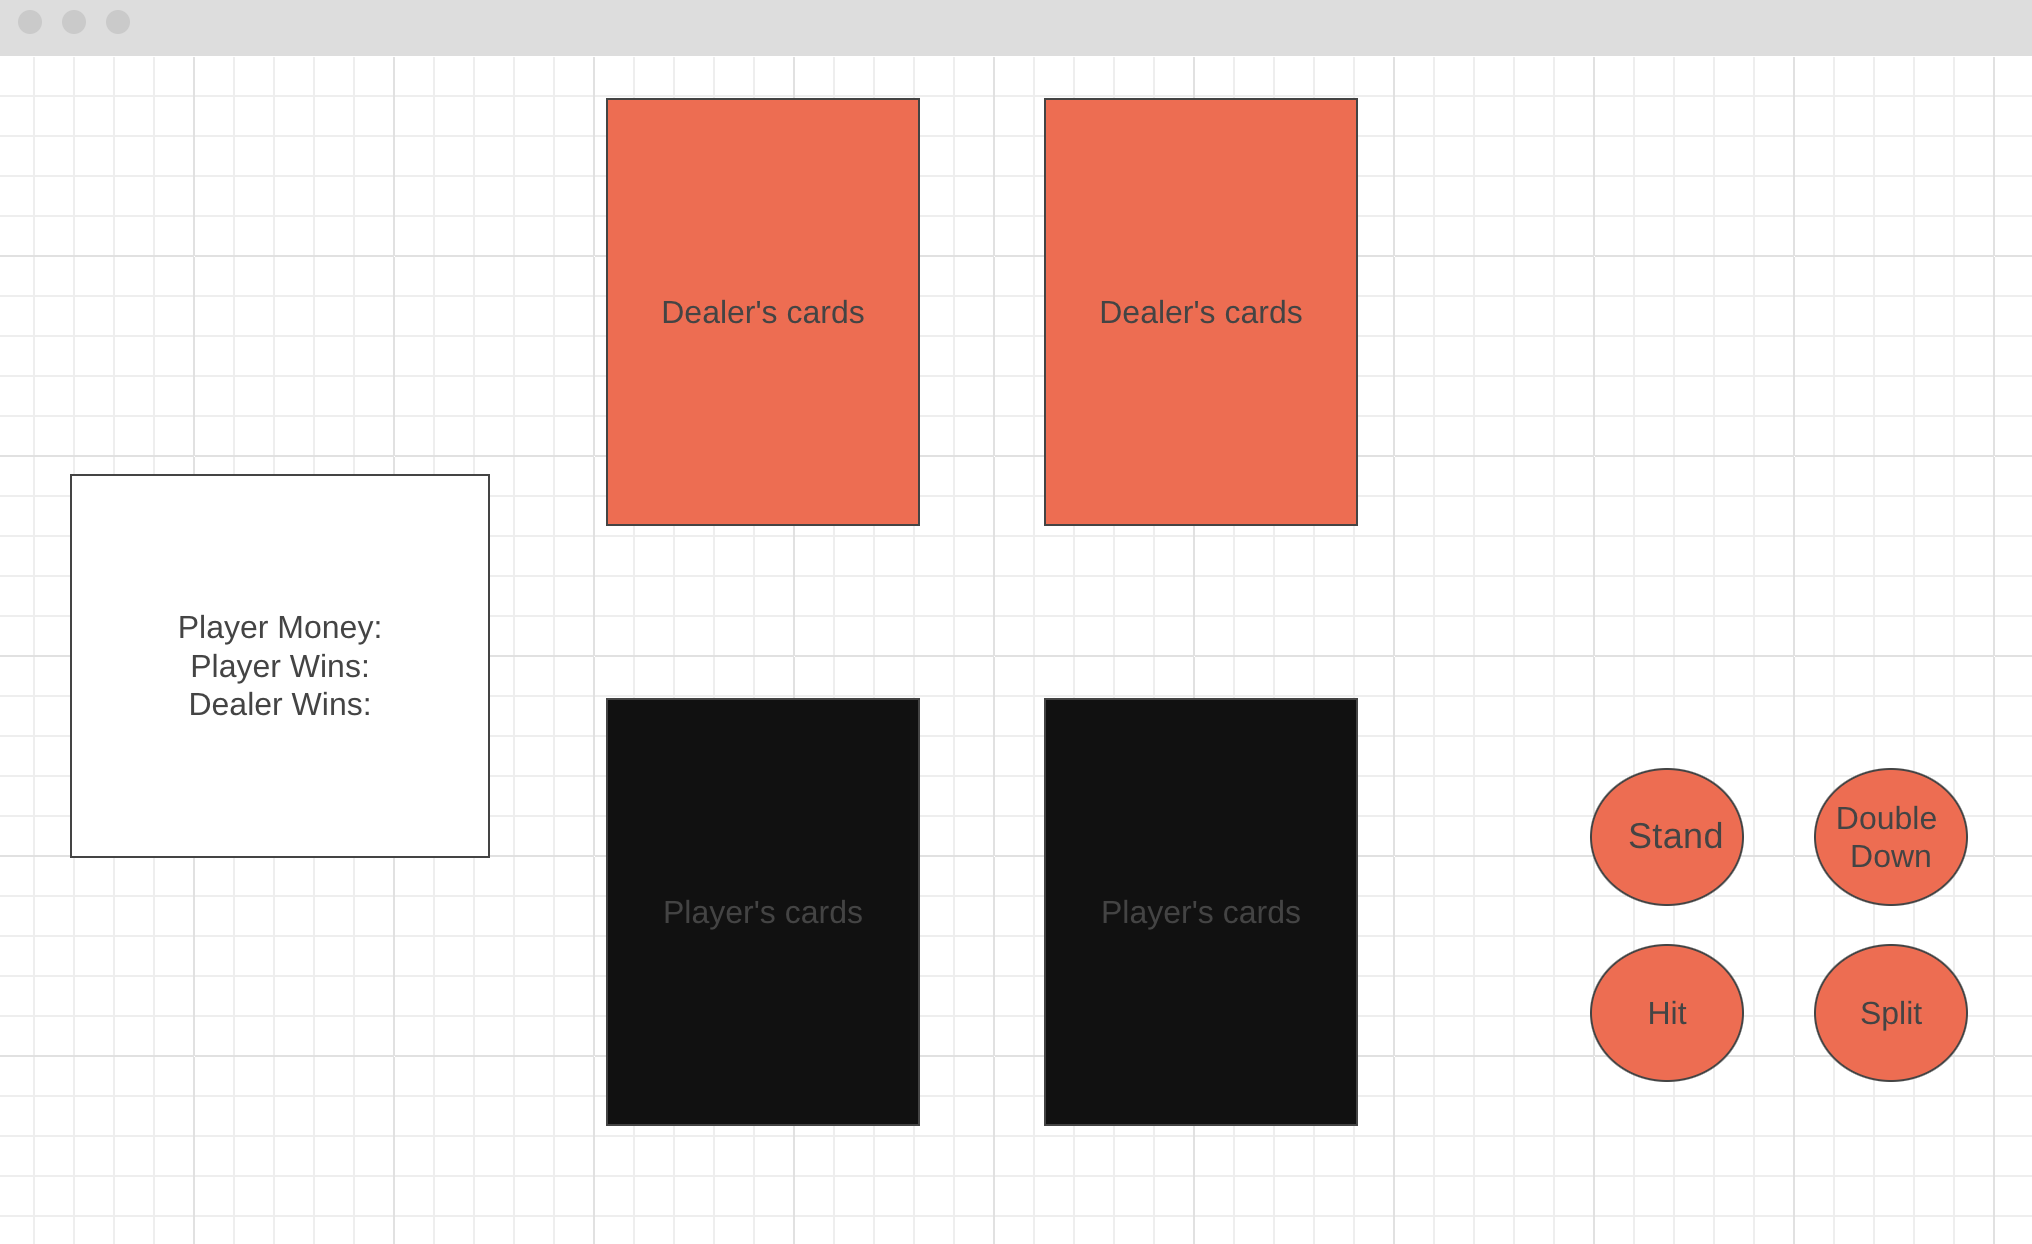 Dealer's cards
Dealer's cards
Player Money:
Player Wins:
Dealer Wins:
Player's cards
Player's cards
Stand
Double
Down
Hit
Split